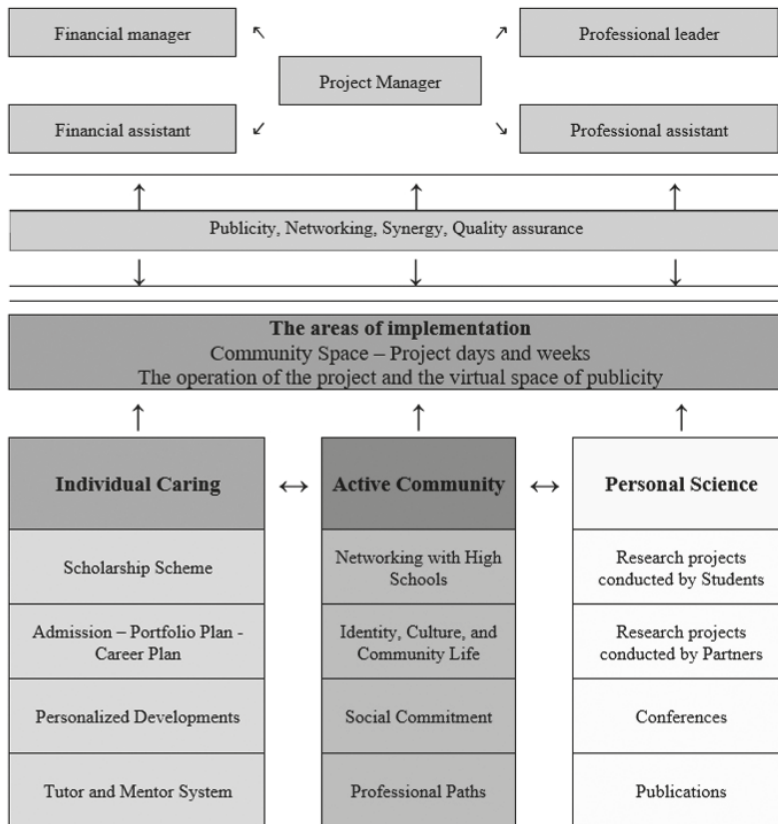 Financial manager
Professional leader
Project Manager
Financial assistant
Professional assistant
Publicity, Networking, Synergy, Quality assurance
The areas of implementation
Community Space – Project days and weeks
The operation of the project and the virtual space of publicity
Individual Caring
Active Community
Personal Science
Scholarship Scheme
Networking with High
Schools
Research projects
conducted by Students
Admission – Portfolio Plan -
Career Plan
Identity, Culture, and
Community Life
Research projects
conducted by Partners
Personalized Developments
Social Commitment
Conferences
Tutor and Mentor System
Professional Paths
Publications